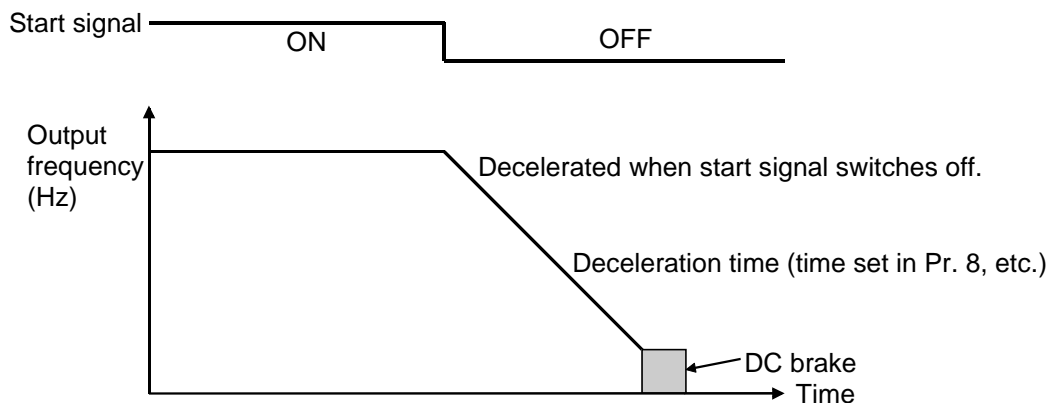 Start signal
ON
OFF
Output
frequency
(Hz)
Decelerated when start signal switches off.
Deceleration time (time set in Pr. 8, etc.)
DC brake
Time